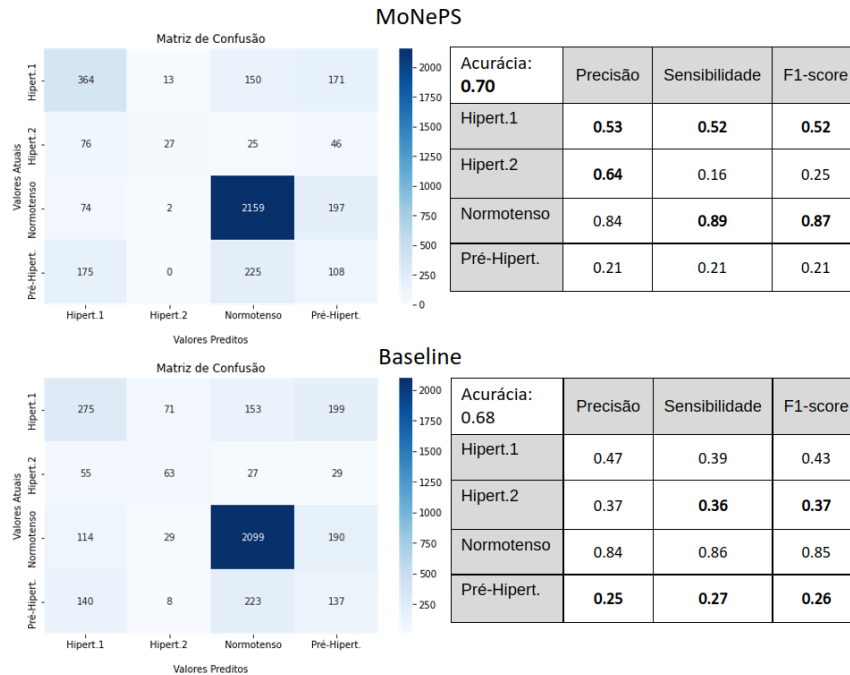 MoNePS
Matriz de Confusão
Valores Atuais
Hipert.1 364 13 150 171
Hipert.2 76 27 25 46
Normotenso 74 2 2159 197
Pré-Hipert. 175 0 225 108
Hipert.1 Hipert.2 Normotenso Pré-Hipert.
Valores Preditos
2000
1750
1500
1250
1000
750
500
250
0
Acurácia: 0.70 Precisão Sensibilidade F1-score
Hipert.1 0.53 0.52 0.52
Hipert.2 0.64 0.16 0.25
Normotenso 0.84 0.89 0.87
Pré-Hipert. 0.21 0.21 0.21
Baseline
Matriz de Confusão
Valores Atuais
Hipert.1 275 71 153 199
Hipert.2 55 63 27 29
Normotenso 114 29 2099 190
Pré-Hipert. 140 8 223 137
Hipert.1 Hipert.2 Normotenso Pré-Hipert.
Valores Preditos
2000
1750
1500
1250
1000
750
500
250
Acurácia: 0.68 Precisão Sensibilidade F1-score
Hipert.1 0.47 0.39 0.43
Hipert.2 0.37 0.36 0.37
Normotenso 0.84 0.86 0.85
Pré-Hipert. 0.25 0.27 0.26